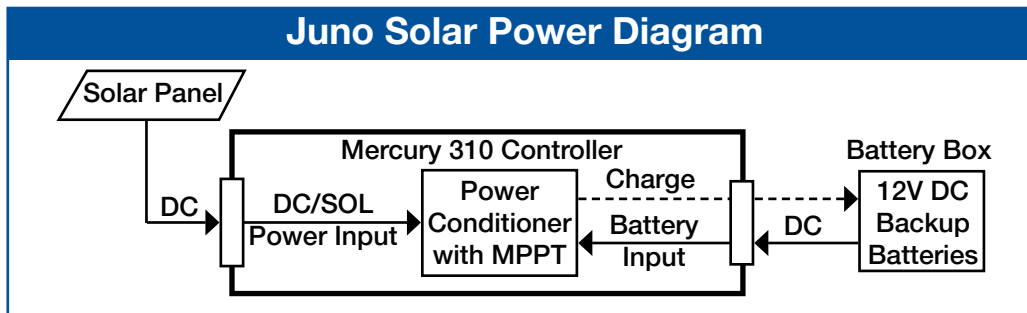 Juno Solar Power Diagram
Solar Panel
Mercury 310 Controller
Battery Box
DC
DC/SOL
Power Input
Power
Conditioner
with MPPT
Charge
Battery
Input
DC
12V DC
Backup
Batteries